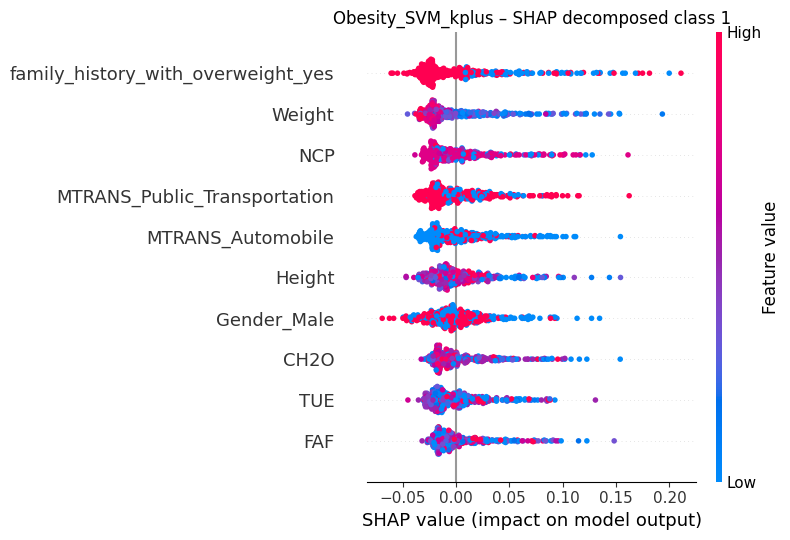 Obesity_SVM_kplus – SHAP decomposed class 1
High
family_history_with_overweight_yes
Weight
NCP
MTRANS_Public_Transportation
MTRANS_Automobile
Height
Gender_Male
CH2O
TUE
FAF
Feature value
Low
−0.05 0.00 0.05 0.10 0.15 0.20
SHAP value (impact on model output)